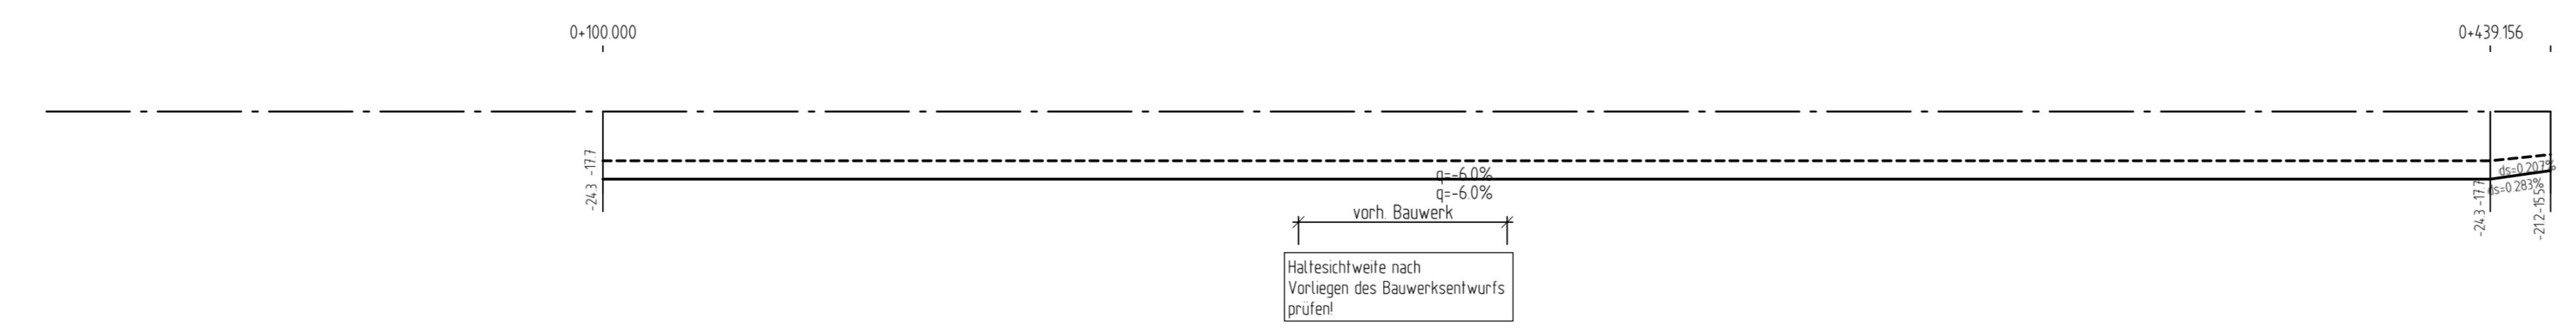 0+100.000
0+439.156
-24.3 -17.7
q=-6.0%
q=-6.0%
vorh. Bauwerk
Haltesichtweite nach
Vorliegen des Bauwerksentwurfs
prüfen!
ds=0.207%
ds=0.283%
-24.3 -17.7
-21.2 -15.5